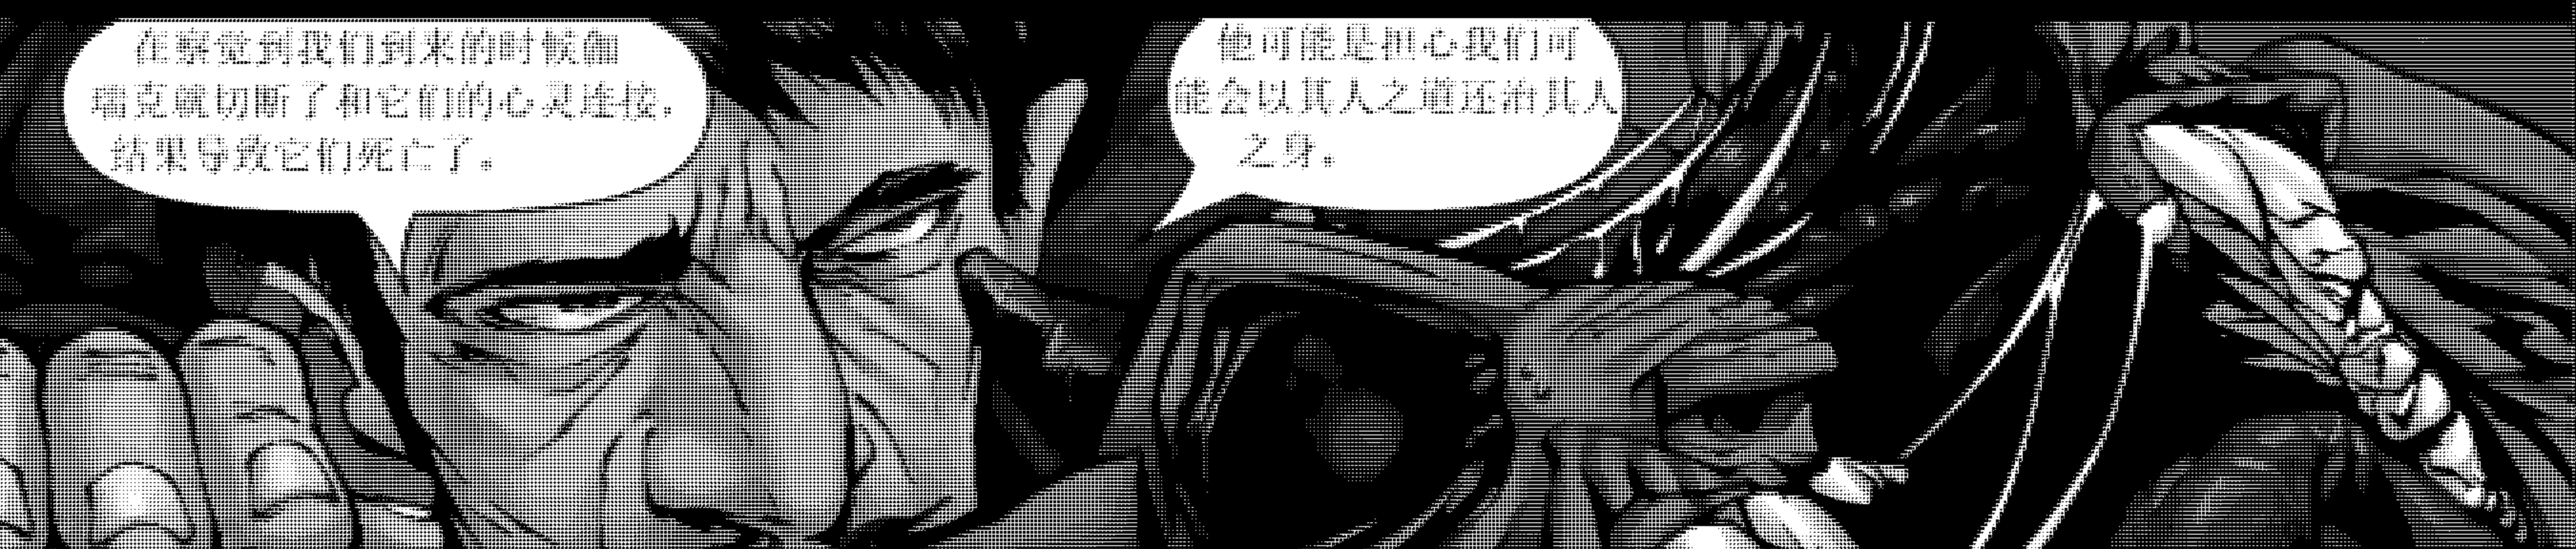 在察觉到我们到来的时候伽
瑞克就切断了和它们的心灵连接。
结果导致它们死亡了。
他可能是担心我们可
能会以其人之道还治其人
之身。